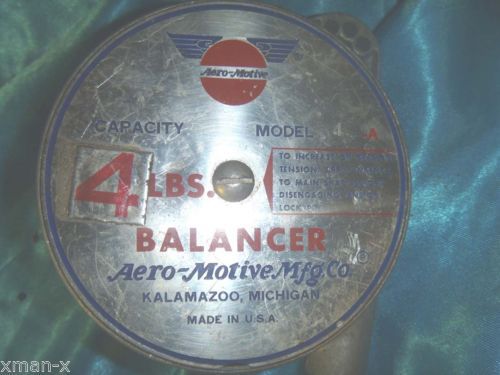 Aero-Motive
CAPACITY MODEL A
4 LBS.
TO INCREASE OR
TENSION
TO MAIN
DISENGAGING
LOCK
BALANCER
Aero-Motive Mfg. Co
KALAMAZOO, MICHIGAN
MADE IN U.S.A.
xman-x